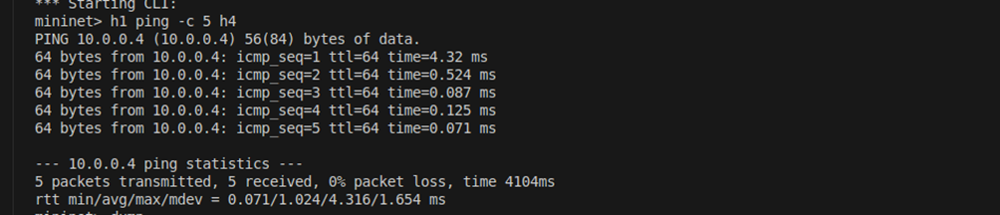 *** Starting CLI:
mininet> h1 ping -c 5 h4
PING 10.0.0.4 (10.0.0.4) 56(84) bytes of data.
64 bytes from 10.0.0.4: icmp_seq=1 ttl=64 time=4.32 ms
64 bytes from 10.0.0.4: icmp_seq=2 ttl=64 time=0.524 ms
64 bytes from 10.0.0.4: icmp_seq=3 ttl=64 time=0.087 ms
64 bytes from 10.0.0.4: icmp_seq=4 ttl=64 time=0.125 ms
64 bytes from 10.0.0.4: icmp_seq=5 ttl=64 time=0.071 ms
--- 10.0.0.4 ping statistics ---
5 packets transmitted, 5 received, 0% packet loss, time 4104ms
rtt min/avg/max/mdev = 0.071/1.024/4.316/1.654 ms
mininet> dump